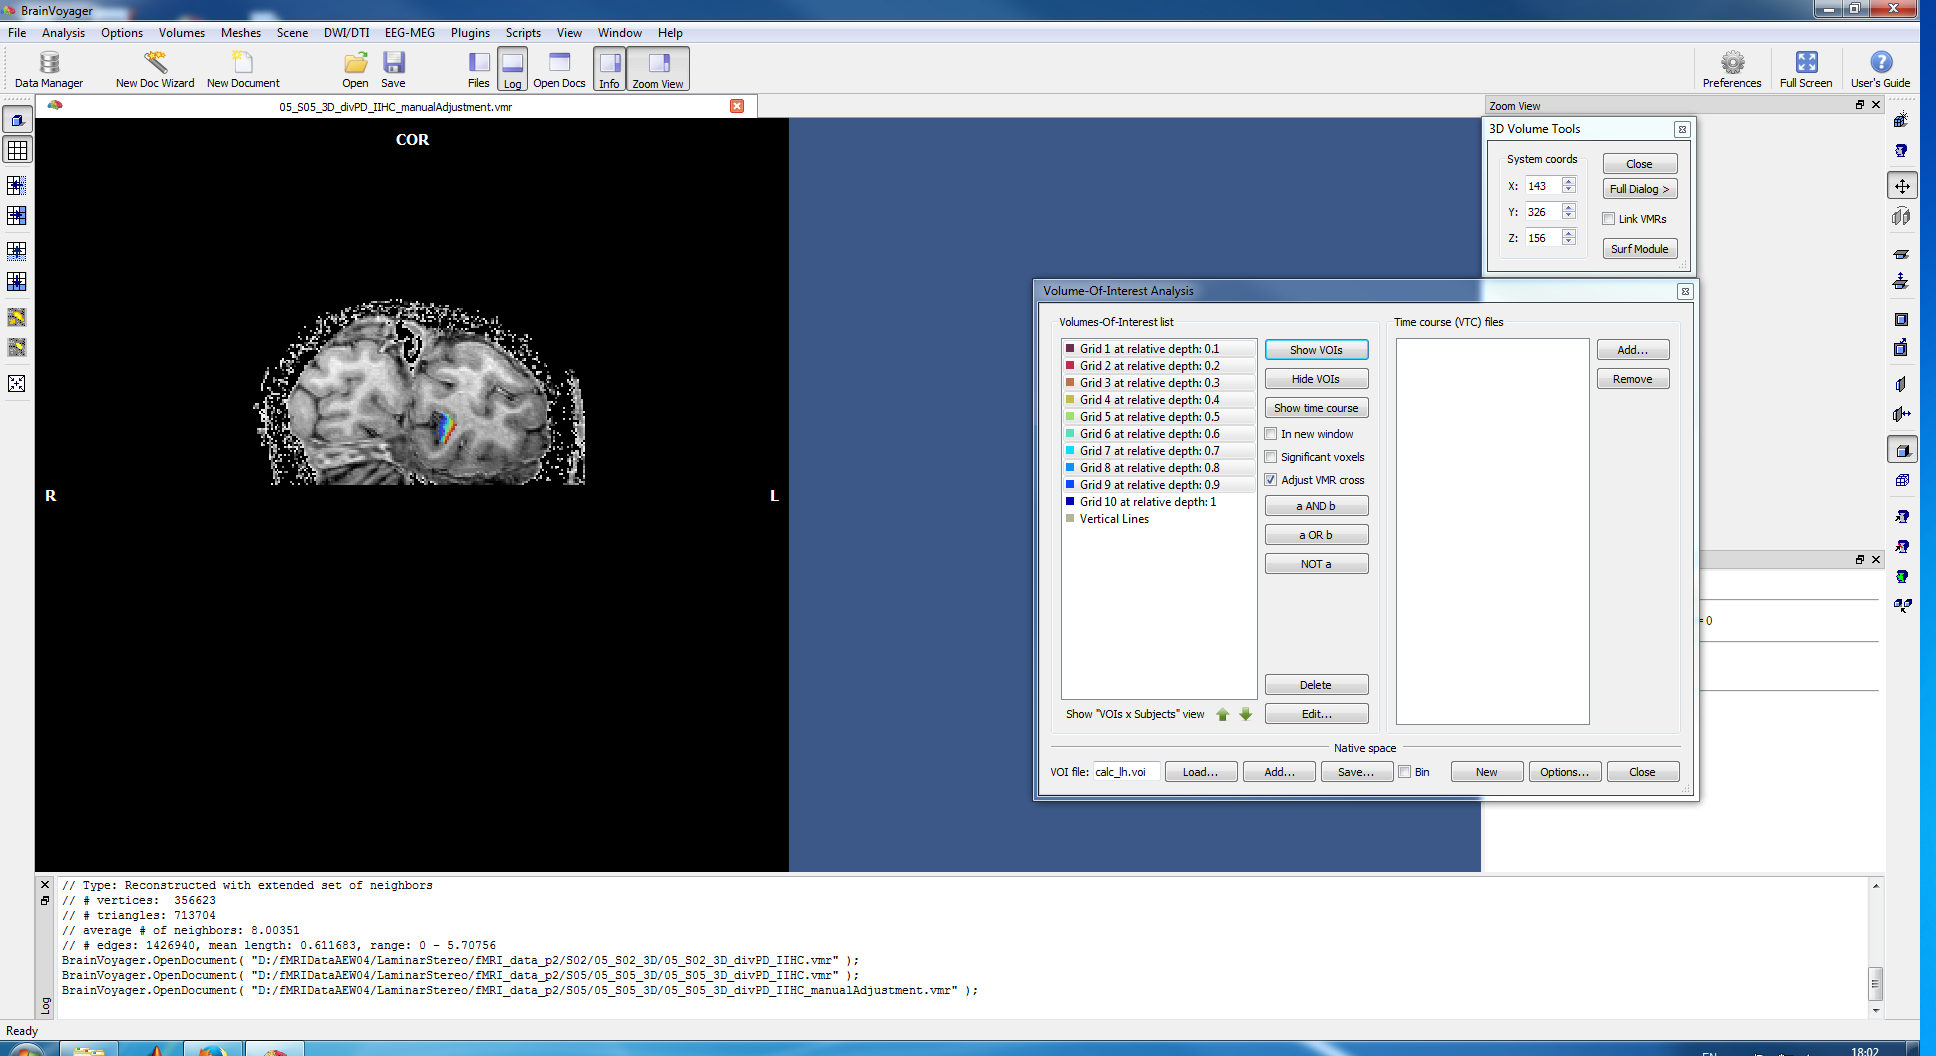 BrainVoyager
File Analysis Options Volumes Meshes Scene DWI/DTI EEG-MEG Plugins Scripts View Window Help
Data Manager New Doc Wizard New Document Open Save Files Log Open Docs Info Zoom View Preferences Full Screen User's Guide
05_S05_3D_divPD_IIHC_manualAdjustment.vmr
Zoom View
COR
R
L
3D Volume Tools
System coords
X: 143
Y: 326
Z: 156
Close
Full Dialog >
Link VMRs
Surf Module
Volume-Of-Interest Analysis
Volumes-Of-Interest list
Grid 1 at relative depth: 0.1
Grid 2 at relative depth: 0.2
Grid 3 at relative depth: 0.3
Grid 4 at relative depth: 0.4
Grid 5 at relative depth: 0.5
Grid 6 at relative depth: 0.6
Grid 7 at relative depth: 0.7
Grid 8 at relative depth: 0.8
Grid 9 at relative depth: 0.9
Grid 10 at relative depth: 1
Vertical Lines
Show VOIs
Hide VOIs
Show time course
In new window
Significant voxels
Adjust VMR cross
a AND b
a OR b
NOT a
Delete
Show "VOIs x Subjects" view
Edit...
Time course (VTC) files
Add...
Remove
Native space
VOI file: calc_lh.voi Load... Add... Save... Bin New Options... Close
= 0
// Type: Reconstructed with extended set of neighbors
// # vertices: 356623
// # triangles: 713704
// average # of neighbors: 8.00351
// # edges: 1426940, mean length: 0.611683, range: 0 - 5.70756
BrainVoyager.OpenDocument( "D:/fMRIDataAEW04/LaminarStereo/fMRI_data_p2/S02/05_S02_3D/05_S02_3D_divPD_IIHC.vmr" );
BrainVoyager.OpenDocument( "D:/fMRIDataAEW04/LaminarStereo/fMRI_data_p2/S05/05_S05_3D/05_S05_3D_divPD_IIHC.vmr" );
BrainVoyager.OpenDocument( "D:/fMRIDataAEW04/LaminarStereo/fMRI_data_p2/S05/05_S05_3D/05_S05_3D_divPD_IIHC_manualAdjustment.vmr" );
Log
Ready
EN
18:02